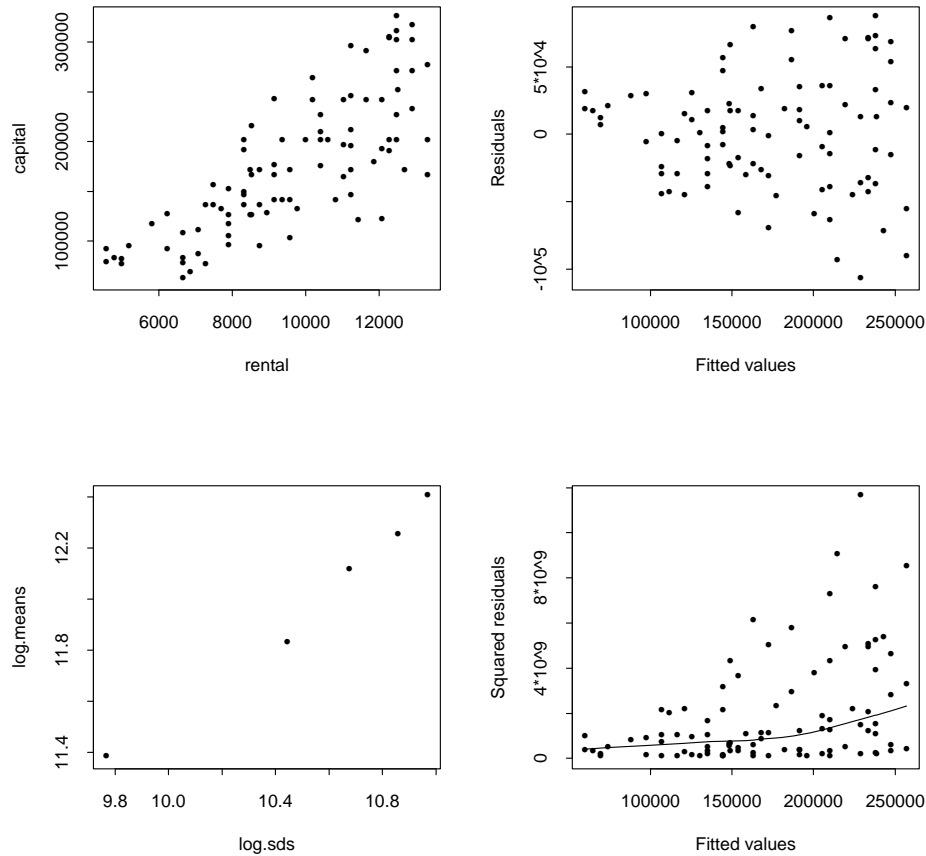 capital
100000 200000 300000
6000 8000 10000 12000
rental
Residuals
-10^5 0 5*10^4
100000 150000 200000 250000
Fitted values
log.means
11.4 11.8 12.2
9.8 10.0 10.4 10.8
log.sds
Squared residuals
0 4*10^9 8*10^9
100000 150000 200000 250000
Fitted values